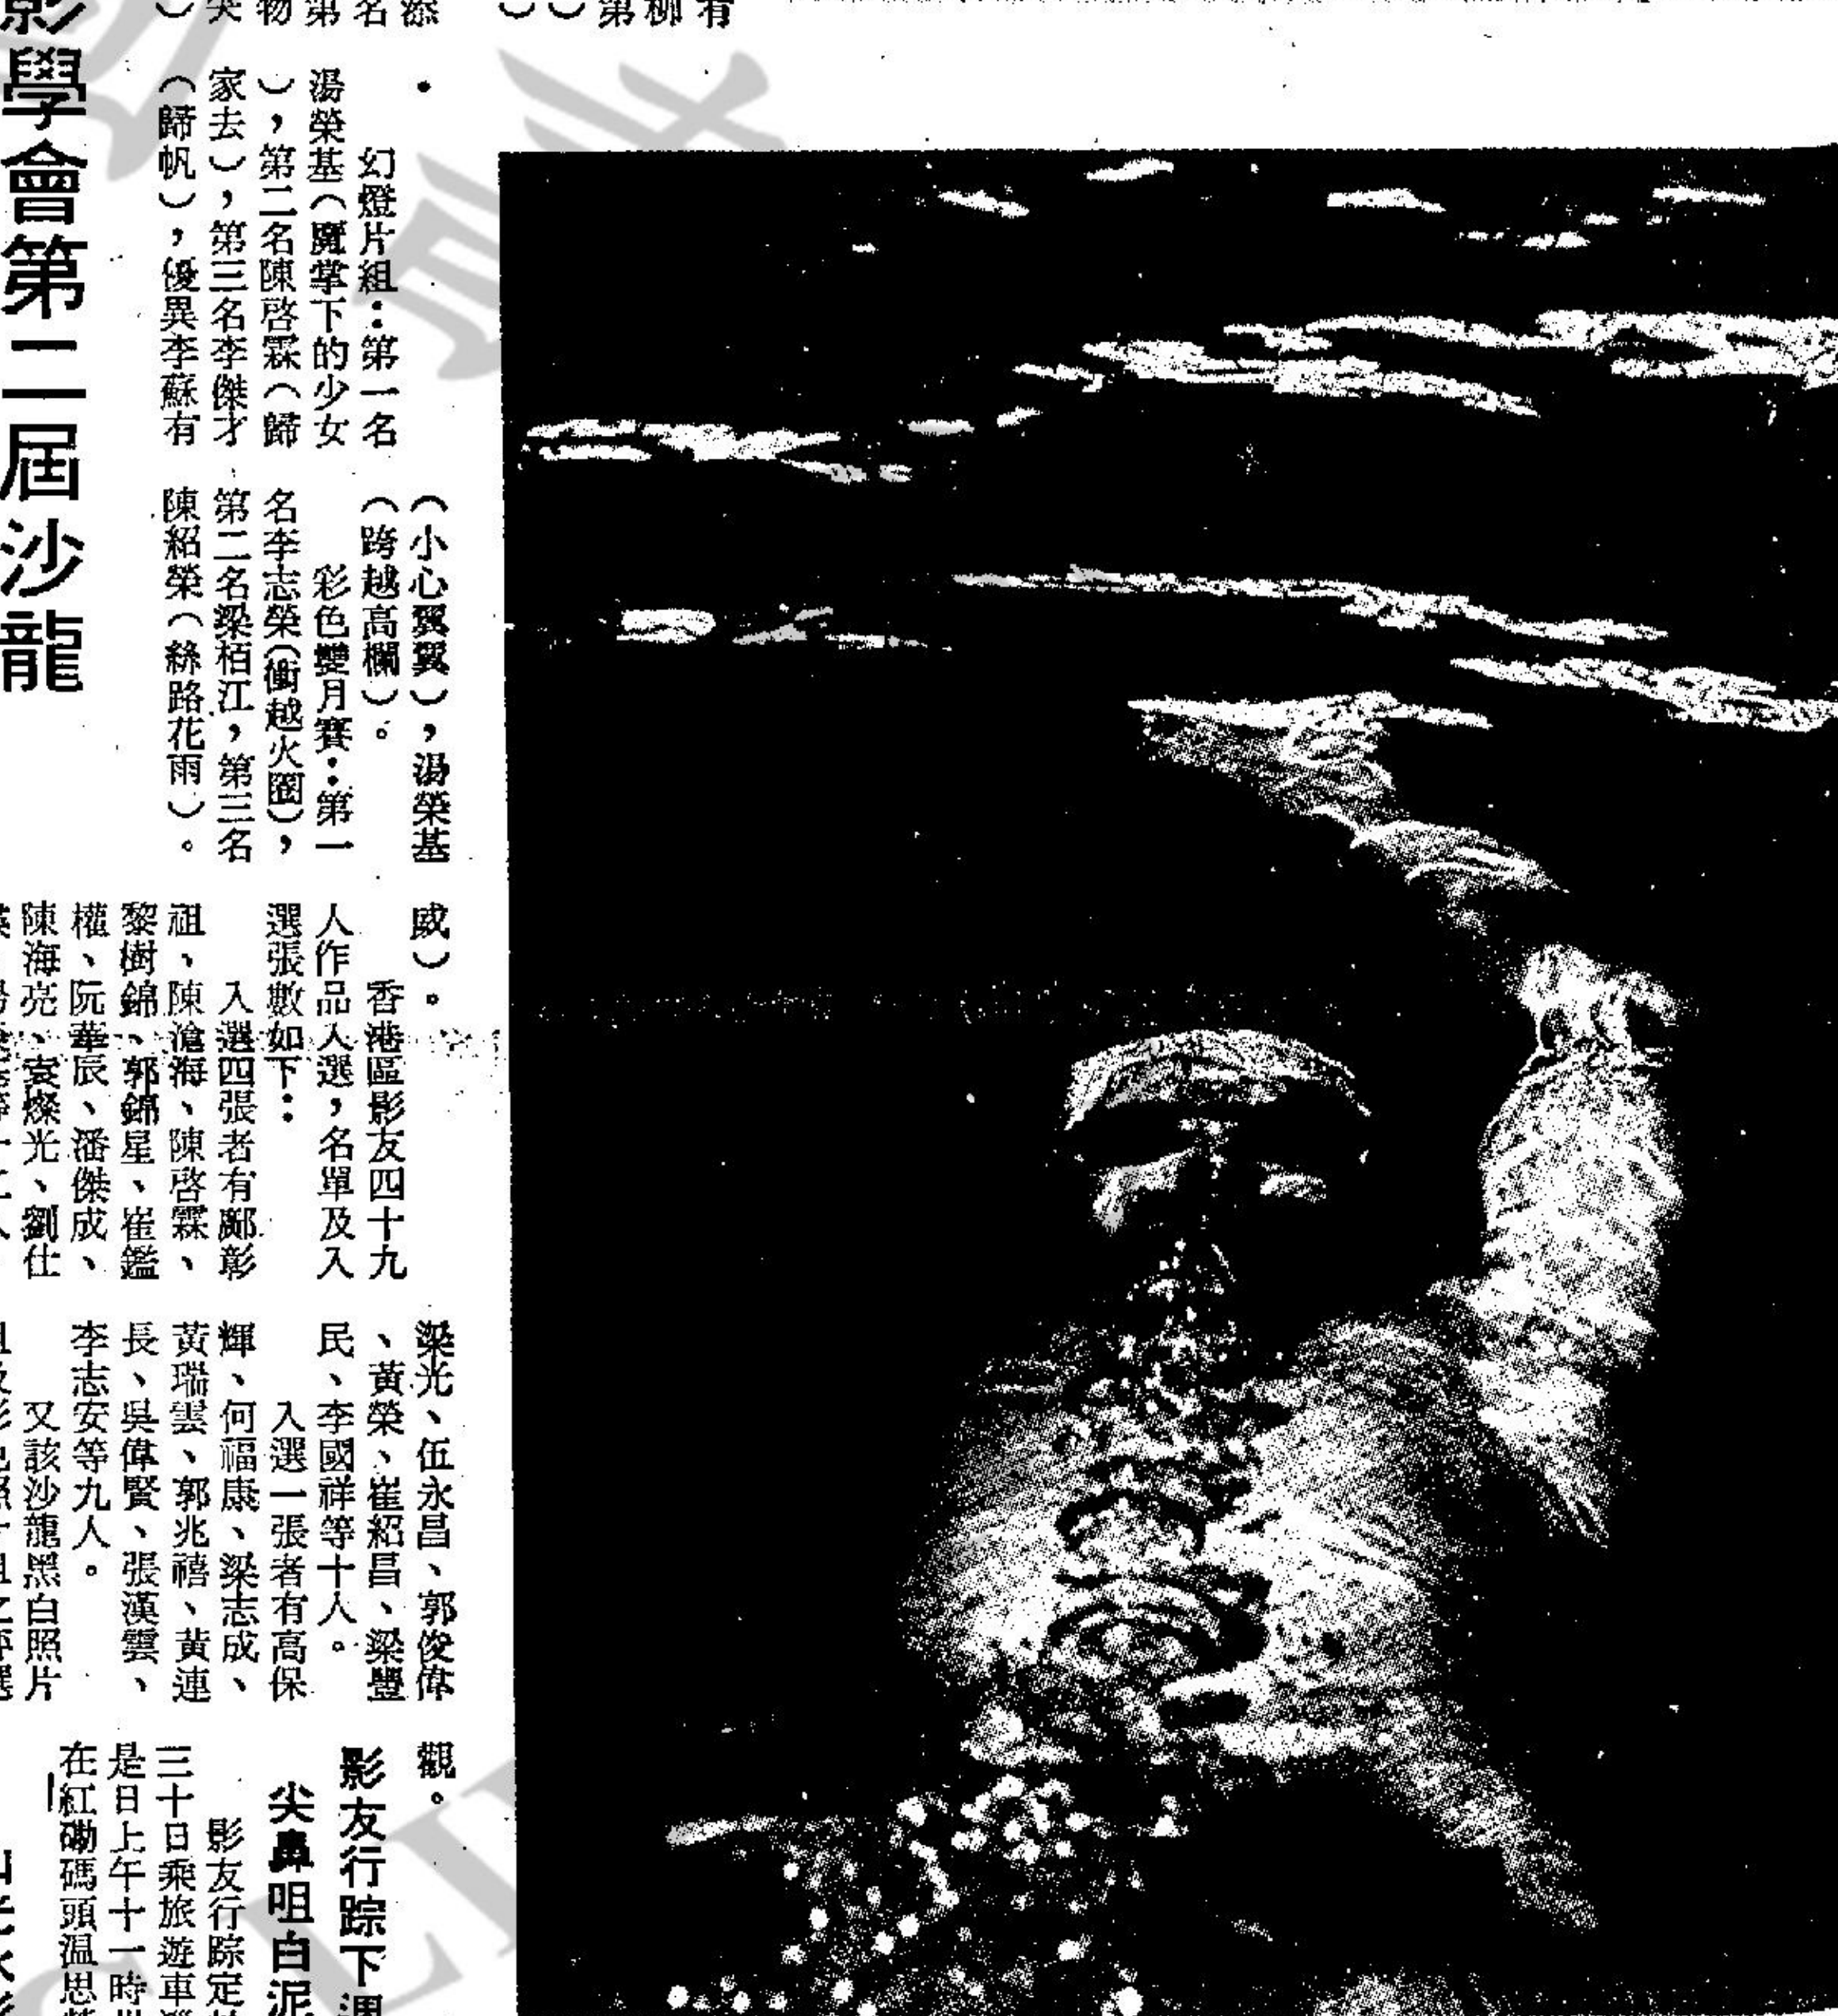 有
柳
第
添
名
第
物
幻燈片組：第一名
湯榮基（魔掌下的少女
），第二名陳啓霖（歸
家去），第三名李傑才
（歸帆），優異李蘇有
（小心翼翼），湯榮基
（跨越高欄）。
彩色雙月賽：第一
名李志榮（衝越火圈），
第二名梁栢江，第三名
陳紹榮（絲路花雨）。
影學會第二屆沙龍
威）。
香港區影友四十九
人作品入選，名單及入
選張數如下：
入選四張者有鄺彰
祖、陳滄海、陳啓霖、
黎樹錦、郭錦星、崔鑑
權、阮華辰、潘傑成、
陳海亮、袁燦光、劉仕
梁光、伍永昌、郭俊偉
、黃榮、崔紹昌、梁豐
民、李國祥等十人。
入選一張者有高保
輝、何福康、梁志成、
黃瑞雲、郭兆禧、黃連
長、吳偉賢、張漢雲、
李志安等九人。
又該沙龍黑白照片
觀。
影友行踪下週
尖鼻咀白泥
影友行踪定
三十日乘旅遊車
是日上午十一時
在紅磡碼頭温思